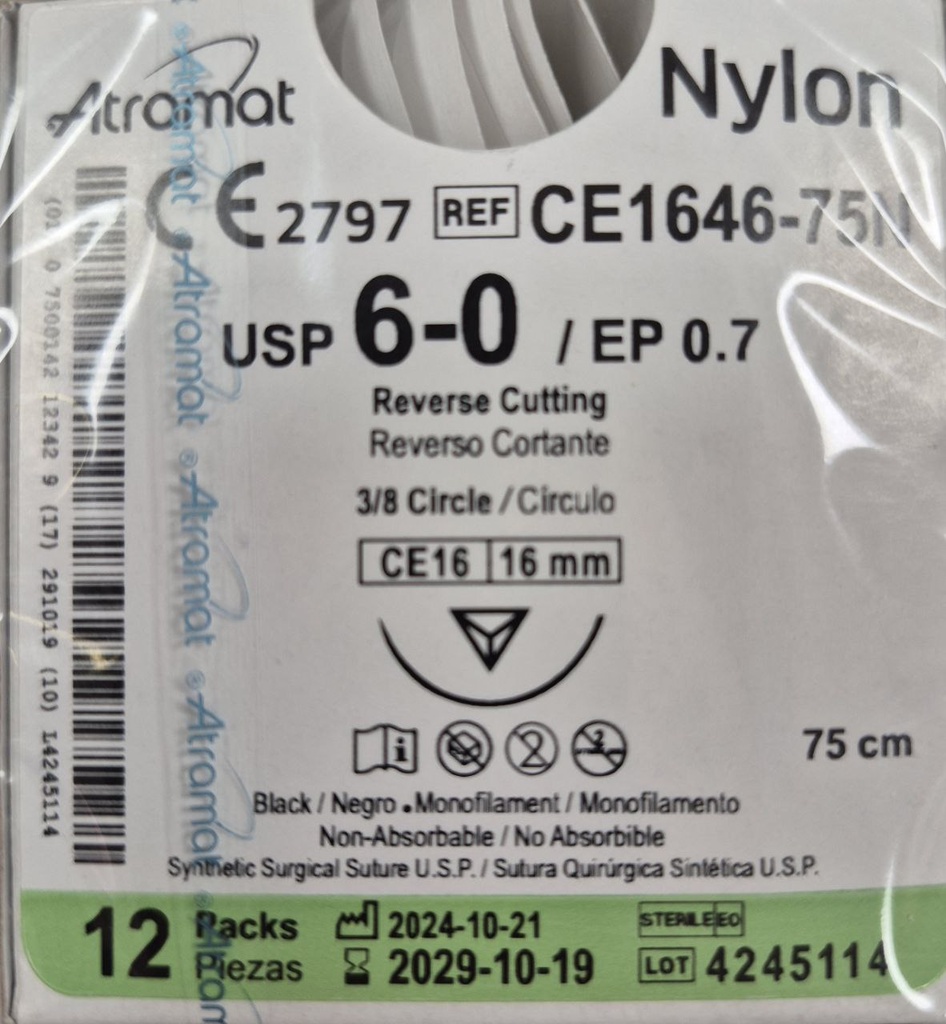 Atramat
Nylon
CE 2797 REF CE1646-75N
USP 6-0 / EP 0.7
Reverse Cutting
Reverso Cortante
3/8 Circle / Círculo
CE16 16 mm
75 cm
Black / Negro • Monofilament / Monofilamento
Non-Absorbable / No Absorbible
Synthetic Surgical Suture U.S.P. / Sutura Quirúrgica Sintética U.S.P.
12 Packs
Piezas
2024-10-21
2029-10-19
STERILE EO
LOT 4245114
(01) 0 7500142 12342 9 (17) 291019 (10) L4245114
Atramat ® Atramat ® Atramat ® Atramat ® Atram